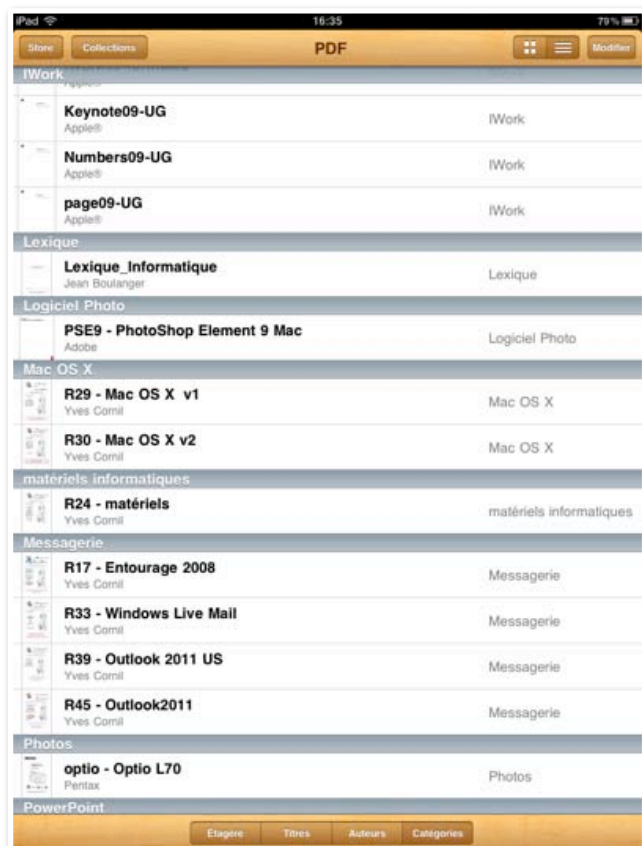 iPad 16:35 79 %
Store Collections PDF Modifier
IWork
Apple®
Keynote09-UG
Apple®
IWork
Numbers09-UG
Apple®
IWork
page09-UG
Apple®
IWork
Lexique
Lexique_Informatique
Jean Boulanger
Lexique
Logiciel Photo
PSE9 - PhotoShop Element 9 Mac
Adobe
Logiciel Photo
Mac OS X
R29 - Mac OS X v1
Yves Cornil
Mac OS X
R30 - Mac OS X v2
Yves Cornil
Mac OS X
matériels informatiques
R24 - matériels
Yves Cornil
matériels informatiques
Messagerie
R17 - Entourage 2008
Yves Cornil
Messagerie
R33 - Windows Live Mail
Yves Cornil
Messagerie
R39 - Outlook 2011 US
Yves Cornil
Messagerie
R45 - Outlook2011
Yves Cornil
Messagerie
Photos
optio - Optio L70
Pentax
Photos
PowerPoint
Étagère Titres Auteurs Catégories